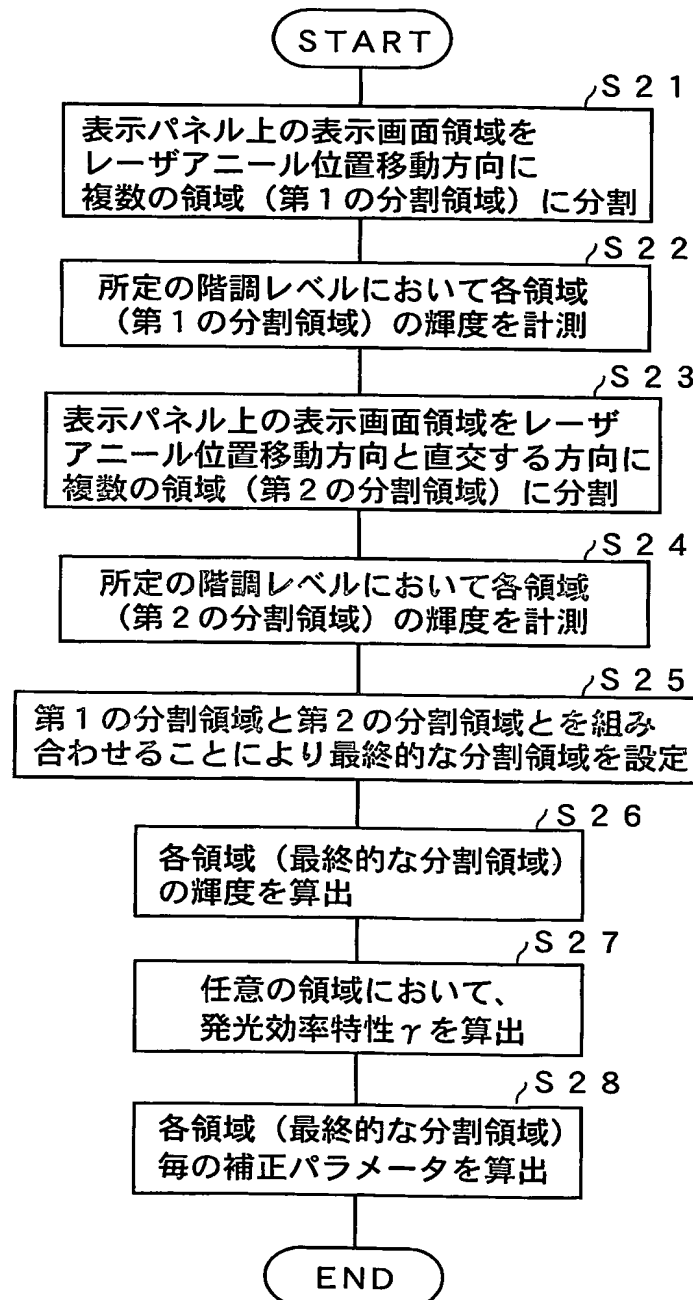 START
S21
表示パネル上の表示画面領域を
レーザアニール位置移動方向に
複数の領域（第1の分割領域）に分割
S22
所定の階調レベルにおいて各領域
（第1の分割領域）の輝度を計測
S23
表示パネル上の表示画面領域をレーザ
アニール位置移動方向と直交する方向に
複数の領域（第2の分割領域）に分割
S24
所定の階調レベルにおいて各領域
（第2の分割領域）の輝度を計測
S25
第1の分割領域と第2の分割領域とを組み
合わせることにより最終的な分割領域を設定
S26
各領域（最終的な分割領域）
の輝度を算出
S27
任意の領域において、
発光効率特性γを算出
S28
各領域（最終的な分割領域）
毎の補正パラメータを算出
END